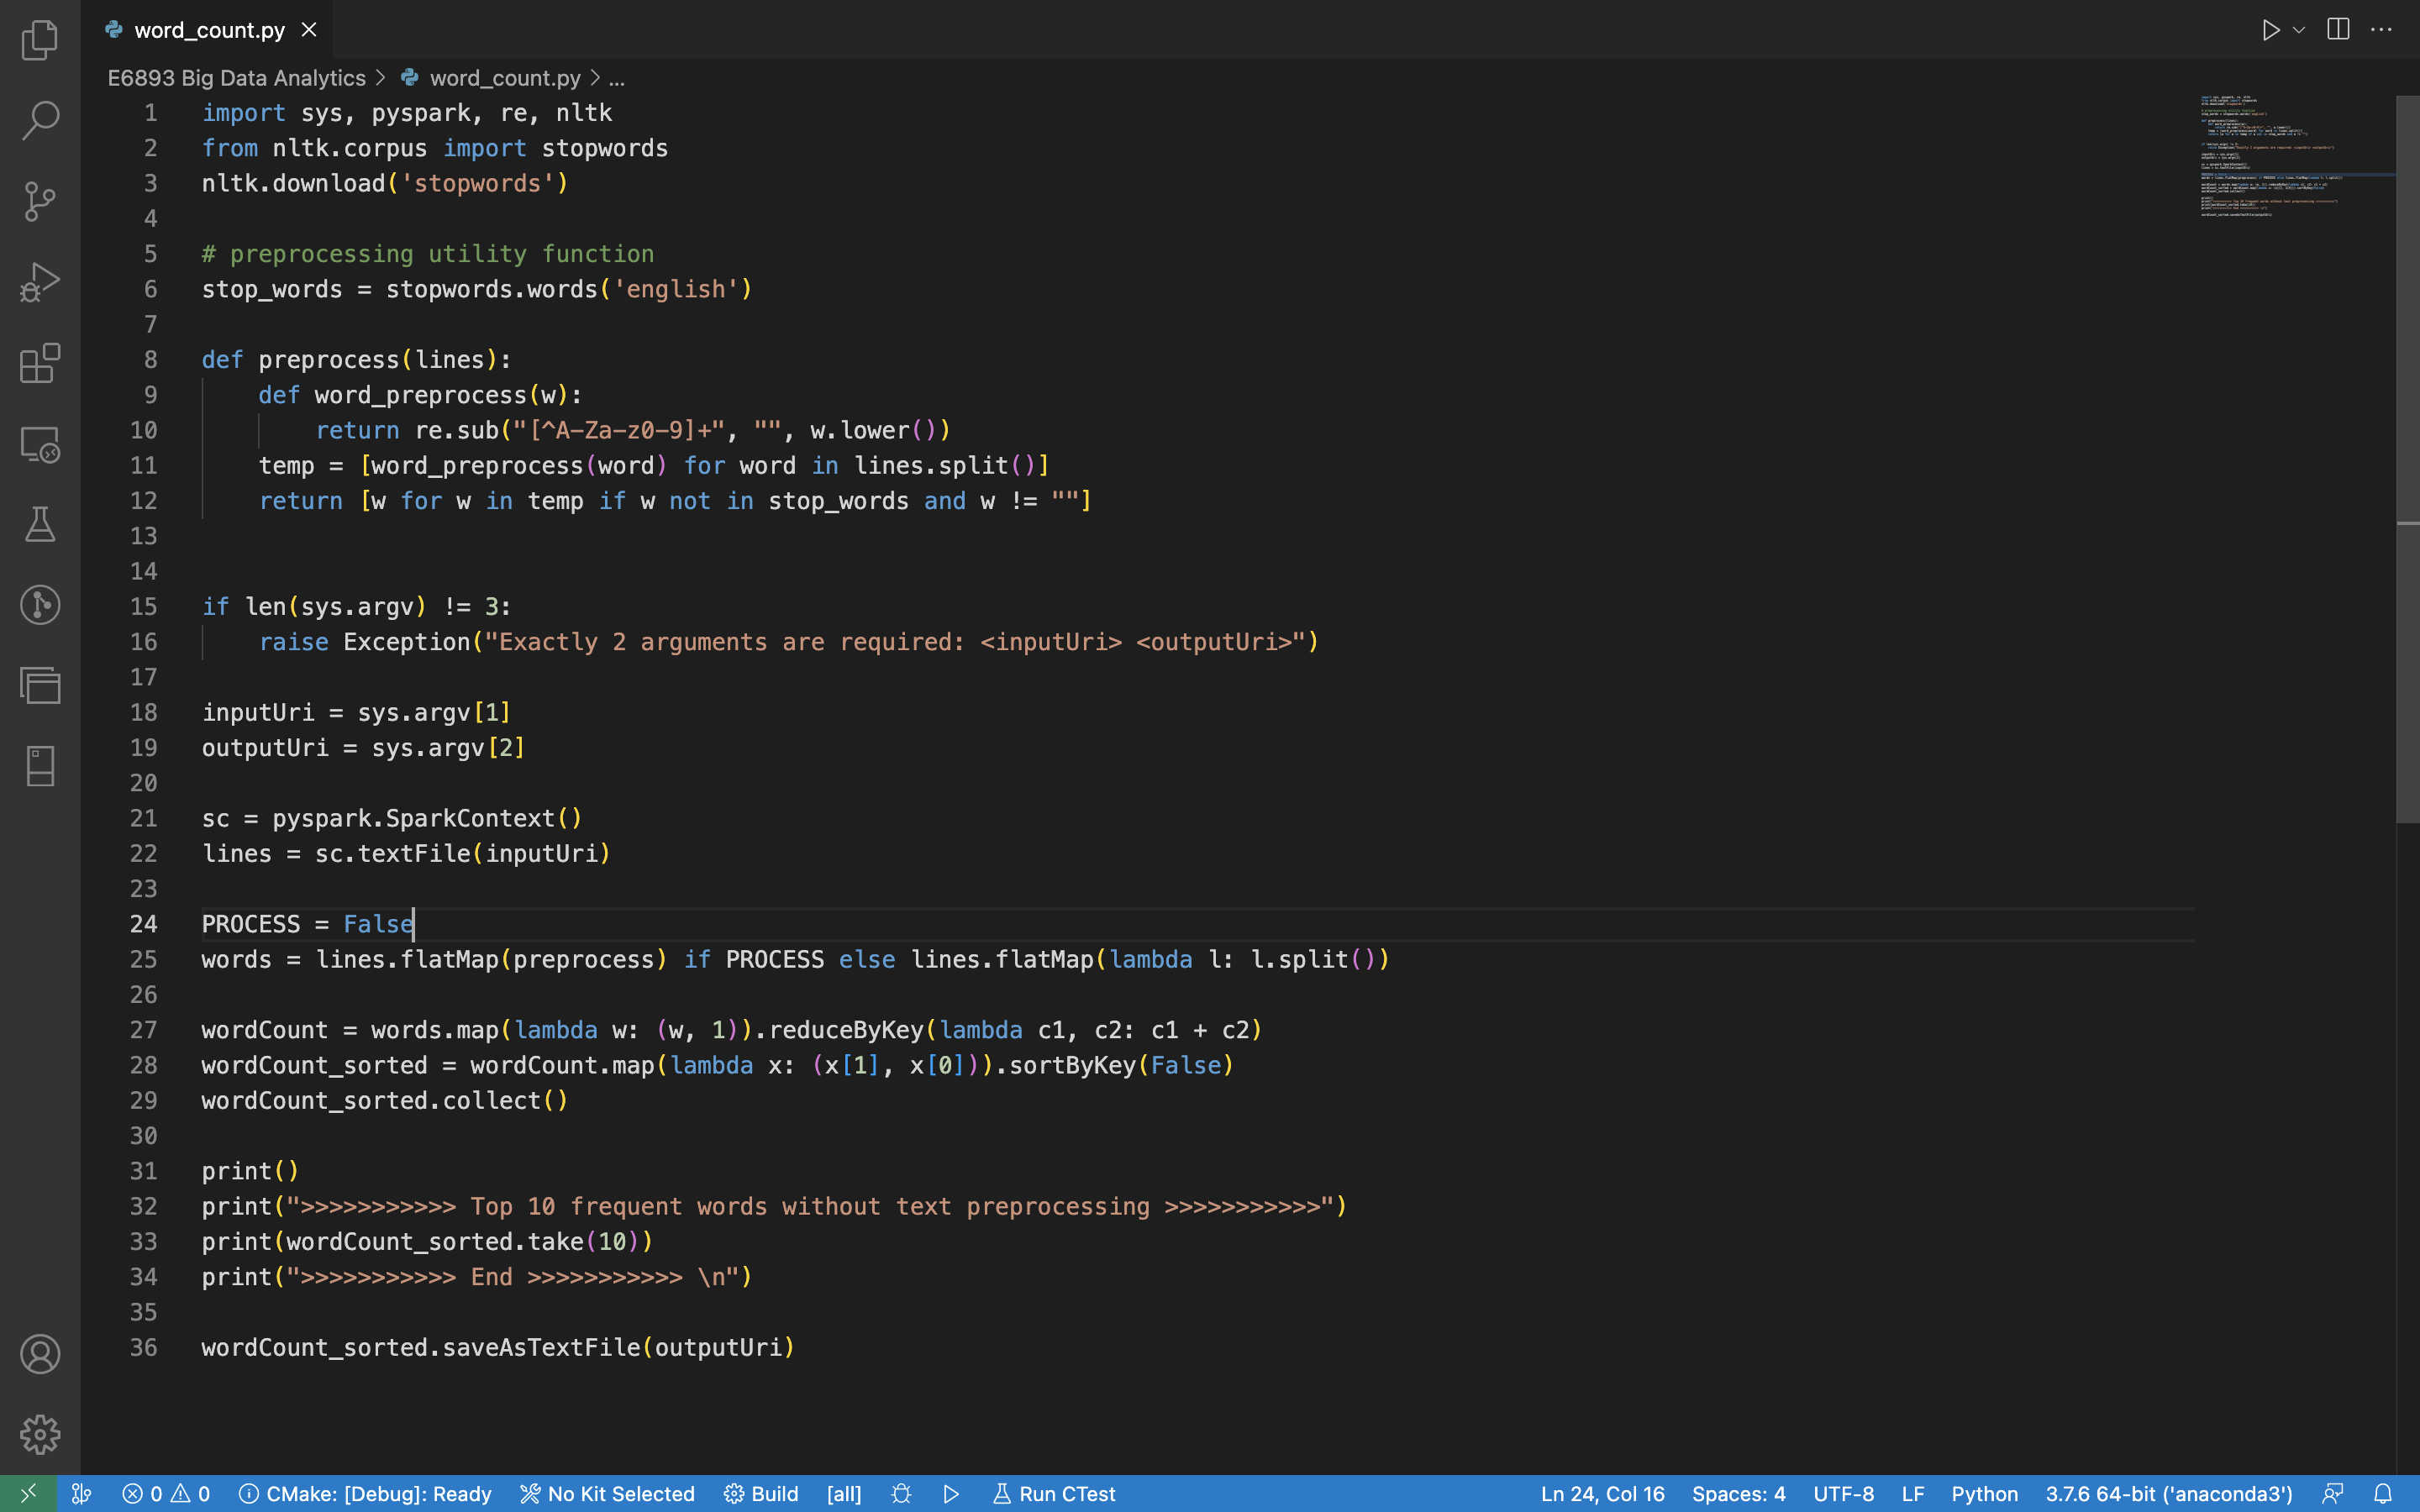 word_count.py
E6893 Big Data Analytics > word_count.py > ...
1 import sys, pyspark, re, nltk
2 from nltk.corpus import stopwords
3 nltk.download('stopwords')
4
5 # preprocessing utility function
6 stop_words = stopwords.words('english')
7
8 def preprocess(lines):
9     def word_preprocess(w):
10         return re.sub("[^A-Za-z0-9]+", "", w.lower())
11     temp = [word_preprocess(word) for word in lines.split()]
12     return [w for w in temp if w not in stop_words and w != ""]
13
14
15 if len(sys.argv) != 3:
16     raise Exception("Exactly 2 arguments are required: <inputUri> <outputUri>")
17
18 inputUri = sys.argv[1]
19 outputUri = sys.argv[2]
20
21 sc = pyspark.SparkContext()
22 lines = sc.textFile(inputUri)
23
24 PROCESS = False
25 words = lines.flatMap(preprocess) if PROCESS else lines.flatMap(lambda l: l.split())
26
27 wordCount = words.map(lambda w: (w, 1)).reduceByKey(lambda c1, c2: c1 + c2)
28 wordCount_sorted = wordCount.map(lambda x: (x[1], x[0])).sortByKey(False)
29 wordCount_sorted.collect()
30
31 print()
32 print(">>>>>>>>>>> Top 10 frequent words without text preprocessing >>>>>>>>>>>")
33 print(wordCount_sorted.take(10))
34 print(">>>>>>>>>>> End >>>>>>>>>>> \n")
35
36 wordCount_sorted.saveAsTextFile(outputUri)
0 0 CMake: [Debug]: Ready No Kit Selected Build [all] Run CTest Ln 24, Col 16 Spaces: 4 UTF-8 LF Python 3.7.6 64-bit ('anaconda3')